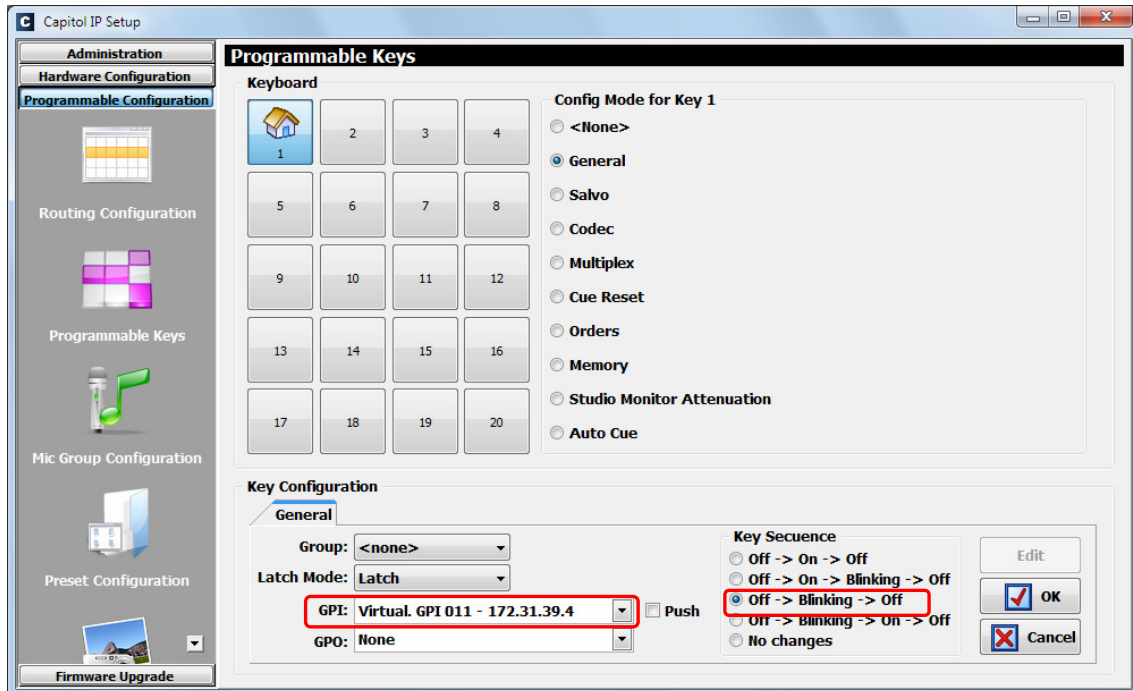 C Capitol IP Setup
Administration
Hardware Configuration
Programmable Configuration
Routing Configuration
Programmable Keys
Mic Group Configuration
Preset Configuration
Firmware Upgrade
Programmable Keys
Keyboard
1 2 3 4
5 6 7 8
9 10 11 12
13 14 15 16
17 18 19 20
Config Mode for Key 1
<None>
General
Salvo
Codec
Multiplex
Cue Reset
Orders
Memory
Studio Monitor Attenuation
Auto Cue
Key Configuration
General
Group: <none>
Latch Mode: Latch
GPI: Virtual. GPI 011 - 172.31.39.4 Push
GPO: None
Key Secuence
Off -> On -> Off
Off -> On -> Blinking -> Off
Off -> Blinking -> Off
Off -> Blinking -> On -> Off
No changes
Edit
OK
Cancel